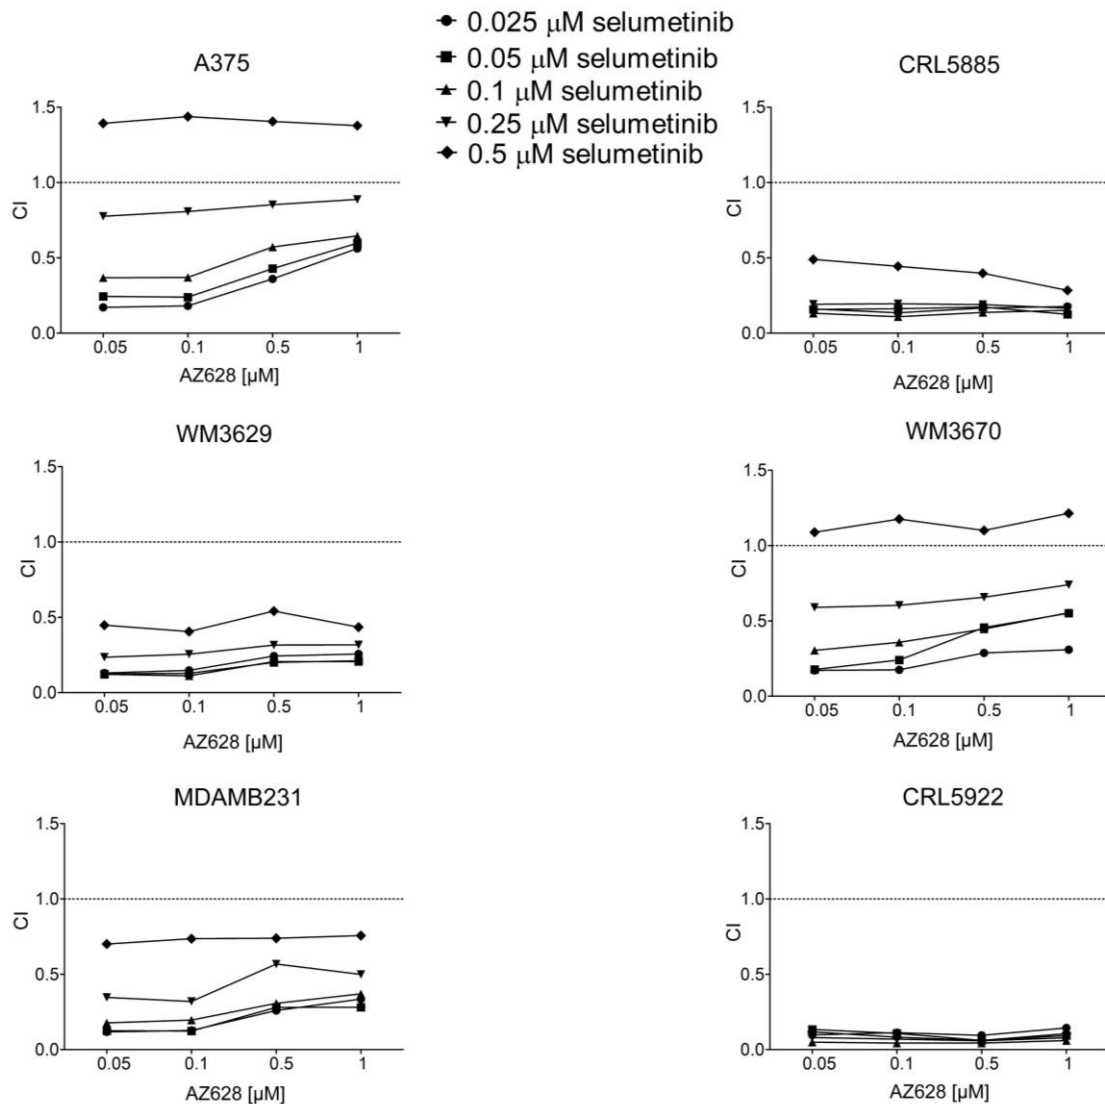 0.025 µM selumetinib
0.05 µM selumetinib
0.1 µM selumetinib
0.25 µM selumetinib
0.5 µM selumetinib
A375
1.5
1.0
0.5
0.0
CI
0.05 0.1 0.5 1
AZ628 [µM]
CRL5885
1.5
1.0
0.5
0.0
CI
0.05 0.1 0.5 1
AZ628 [µM]
WM3629
1.5
1.0
0.5
0.0
CI
0.05 0.1 0.5 1
AZ628 [µM]
WM3670
1.5
1.0
0.5
0.0
CI
0.05 0.1 0.5 1
AZ628 [µM]
MDAMB231
1.5
1.0
0.5
0.0
CI
0.05 0.1 0.5 1
AZ628 [µM]
CRL5922
1.5
1.0
0.5
0.0
CI
0.05 0.1 0.5 1
AZ628 [µM]